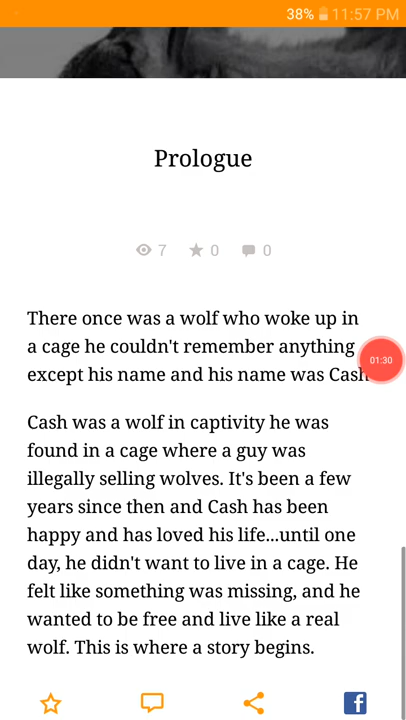 38% 11:57 PM
Prologue
7 0 0
There once was a wolf who woke up in
a cage he couldn't remember anything
except his name and his name was Cash
01:30
Cash was a wolf in captivity he was
found in a cage where a guy was
illegally selling wolves. It's been a few
years since then and Cash has been
happy and has loved his life...until one
day, he didn't want to live in a cage. He
felt like something was missing, and he
wanted to be free and live like a real
wolf. This is where a story begins.
f